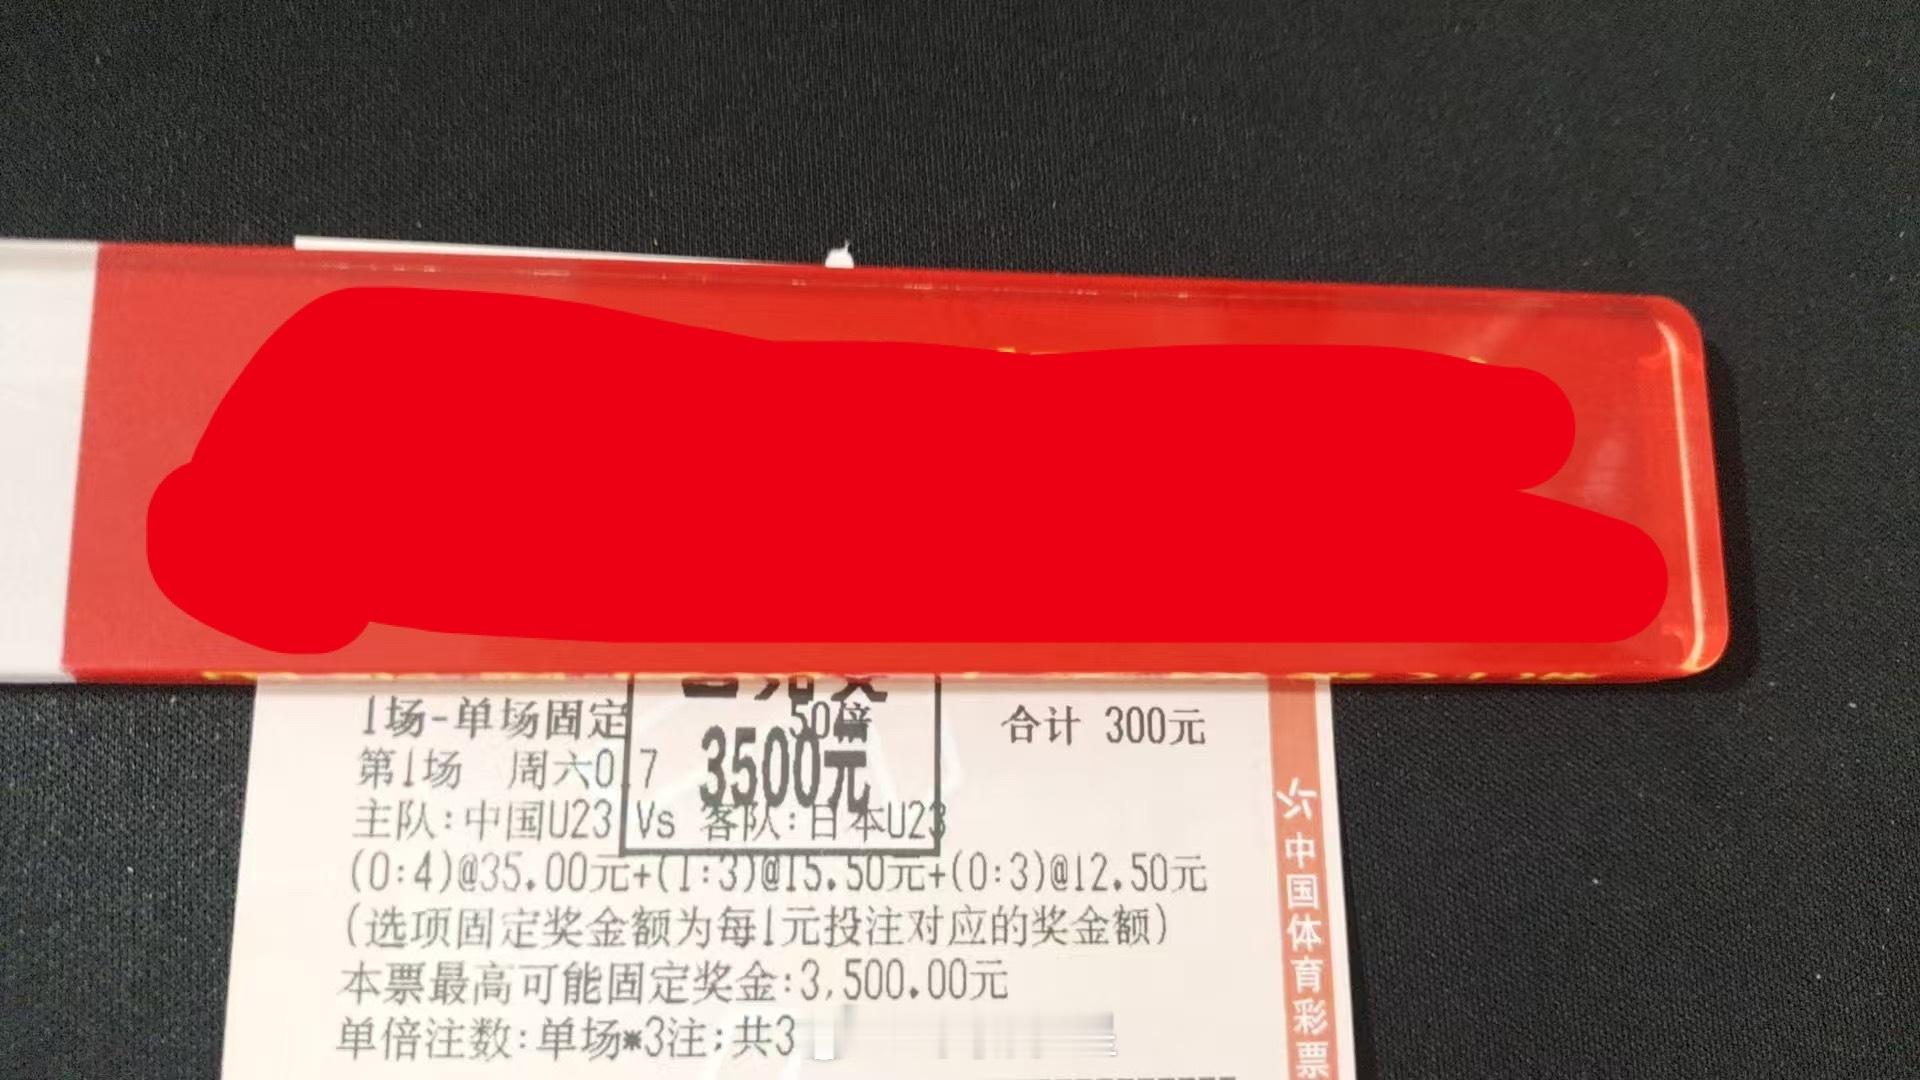 1场-单场固定 50倍 合计 300元
3500元
第1场 周六0 7
主队:中国U23 Vs 客队:日本U23
(0:4)@35.00元+(1:3)@15.50元+(0:3)@12.50元
(选项固定奖金额为每1元投注对应的奖金额)
本票最高可能固定奖金:3,500.00元
单倍注数:单场*3注;共3
中国体育彩票